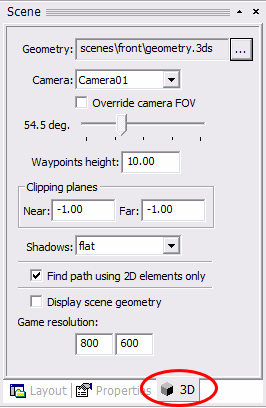 Scene
Geometry: scenes\front\geometry.3ds ...
Camera: Camera01
Override camera FOV
54.5 deg.
Waypoints height: 10.00
Clipping planes
Near: -1.00 Far: -1.00
Shadows: flat
Find path using 2D elements only
Display scene geometry
Game resolution:
800 600
Layout Properties 3D